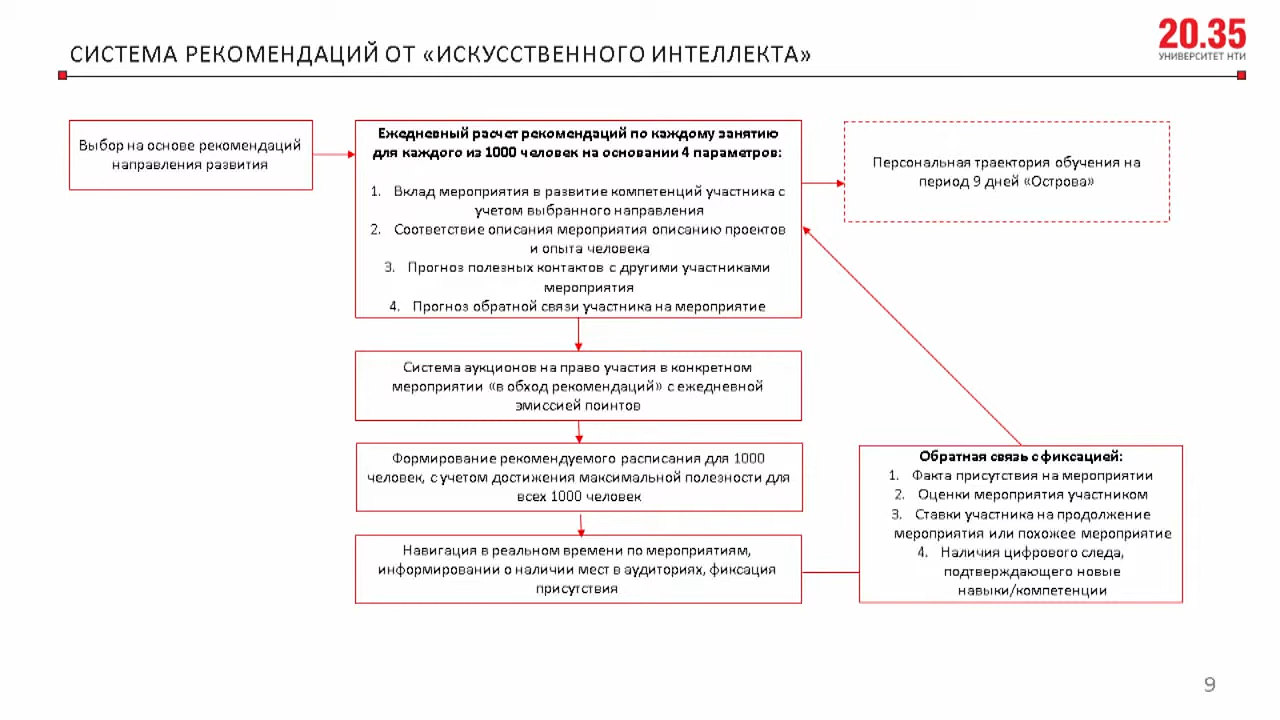 СИСТЕМА РЕКОМЕНДАЦИЙ ОТ «ИСКУССТВЕННОГО ИНТЕЛЛЕКТА»
20.35
УНИВЕРСИТЕТ НТИ
Выбор на основе рекомендаций
направления развития
Ежедневный расчет рекомендаций по каждому занятию
для каждого из 1000 человек на основании 4 параметров:
1. Вклад мероприятия в развитие компетенций участника с
учетом выбранного направления
2. Соответствие описания мероприятия описанию проектов
и опыта человека
3. Прогноз полезных контактов с другими участниками
мероприятия
4. Прогноз обратной связи участника на мероприятие
Персональная траектория обучения на
период 9 дней «Острова»
Система аукционов на право участия в конкретном
мероприятии «в обход рекомендаций» с ежедневной
эмиссией поинтов
Формирование рекомендуемого расписания для 1000
человек, с учетом достижения максимальной полезности для
всех 1000 человек
Навигация в реальном времени по мероприятиям,
информировании о наличии мест в аудиториях, фиксация
присутствия
Обратная связь с фиксацией:
1. Факта присутствия на мероприятии
2. Оценки мероприятия участником
3. Ставки участника на продолжение
мероприятия или похожее мероприятие
4. Наличия цифрового следа,
подтверждающего новые
навыки/компетенции
9